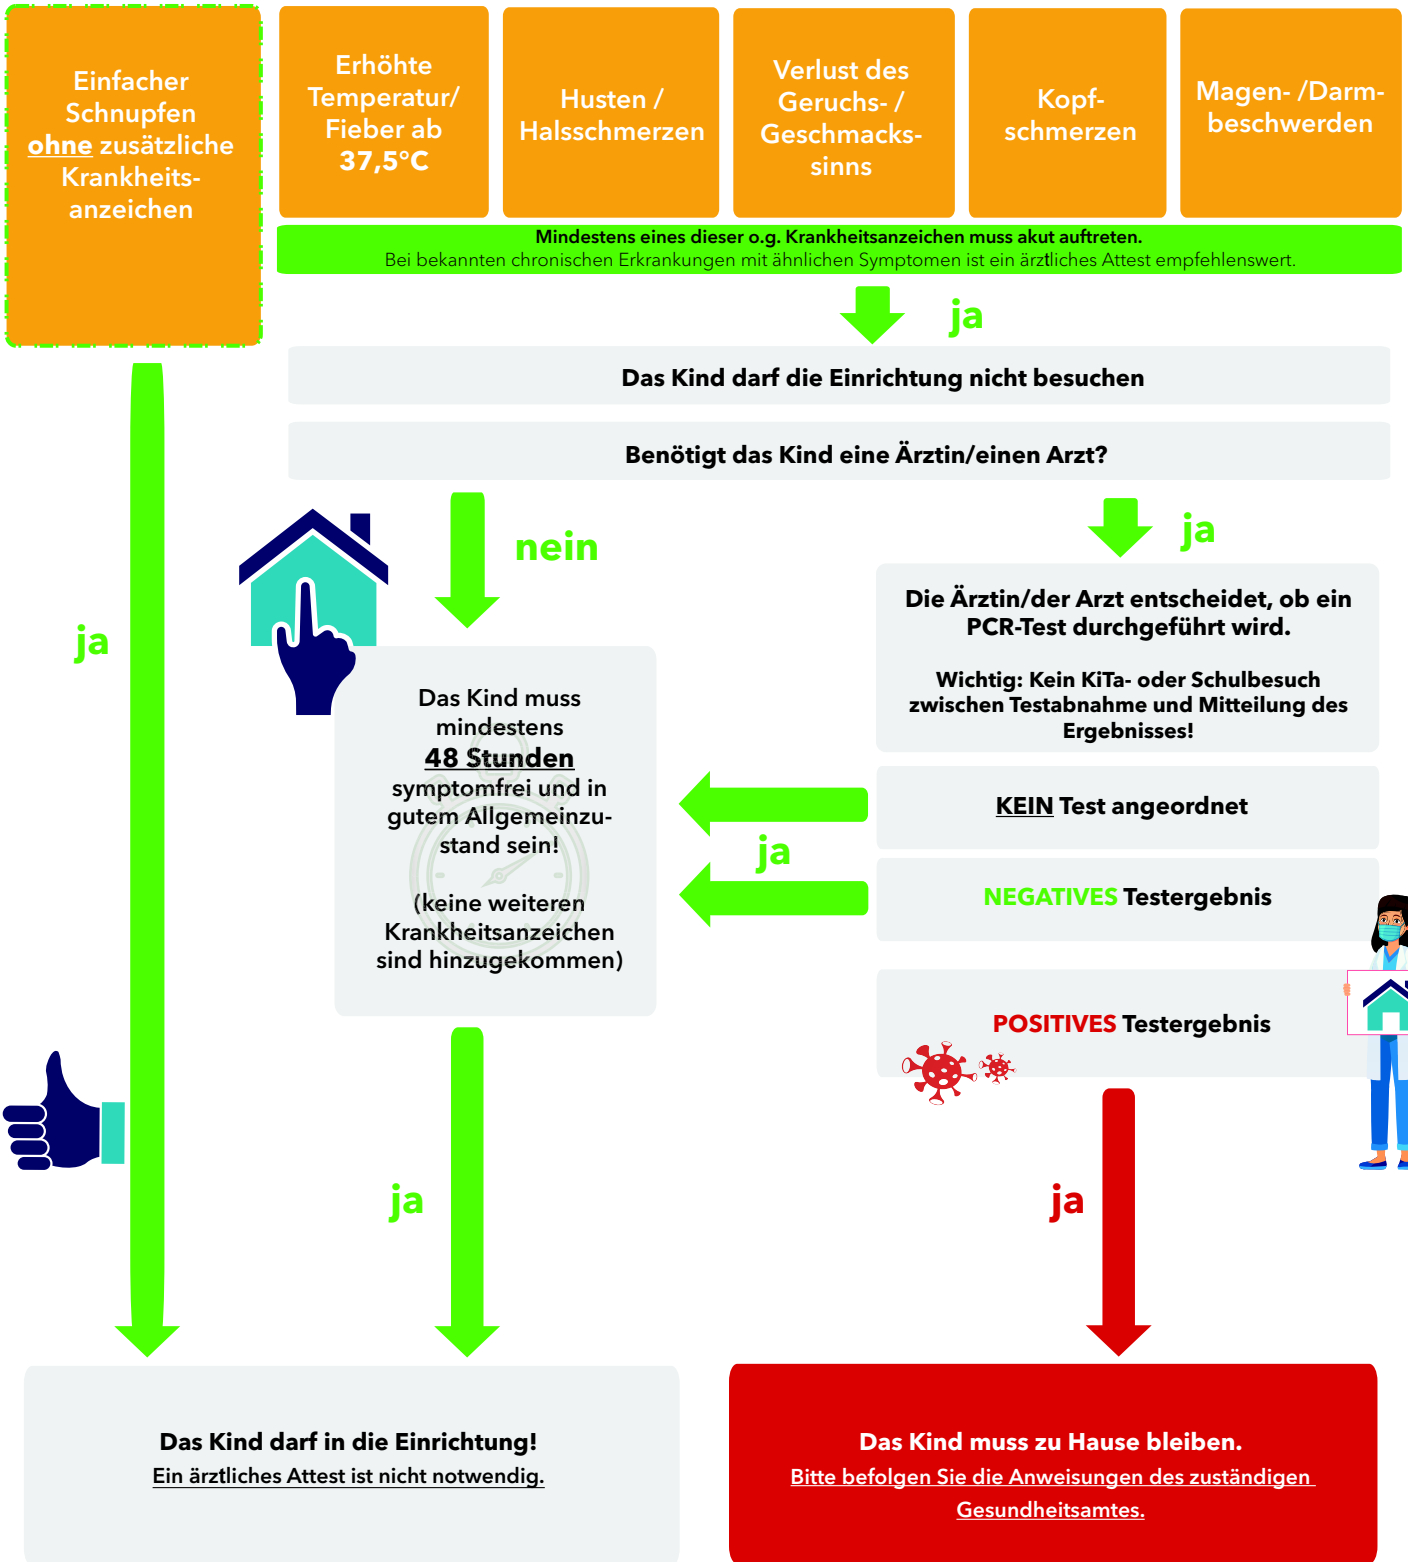 Einfacher
Schnupfen
ohne zusätzliche
Krankheits-
anzeichen
Erhöhte
Temperatur/
Fieber ab
37,5°C
Husten /
Halsschmerzen
Verlust des
Geruchs- /
Geschmacks-
sinns
Kopf-
schmerzen
Magen- /Darm-
beschwerden
Mindestens eines dieser o.g. Krankheitsanzeichen muss akut auftreten.
Bei bekannten chronischen Erkrankungen mit ähnlichen Symptomen ist ein ärztliches Attest empfehlenswert.
ja
Das Kind darf die Einrichtung nicht besuchen
Benötigt das Kind eine Ärztin/einen Arzt?
nein
ja
ja
Die Ärztin/der Arzt entscheidet, ob ein
PCR-Test durchgeführt wird.
Wichtig: Kein KiTa- oder Schulbesuch
zwischen Testabnahme und Mitteilung des
Ergebnisses!
Das Kind muss
mindestens
48 Stunden
symptomfrei und in
gutem Allgemeinzu-
stand sein!
(keine weiteren
Krankheitsanzeichen
sind hinzugekommen)
KEIN Test angeordnet
ja
NEGATIVES Testergebnis
POSITIVES Testergebnis
ja
ja
Das Kind darf in die Einrichtung!
Ein ärztliches Attest ist nicht notwendig.
Das Kind muss zu Hause bleiben.
Bitte befolgen Sie die Anweisungen des zuständigen
Gesundheitsamtes.